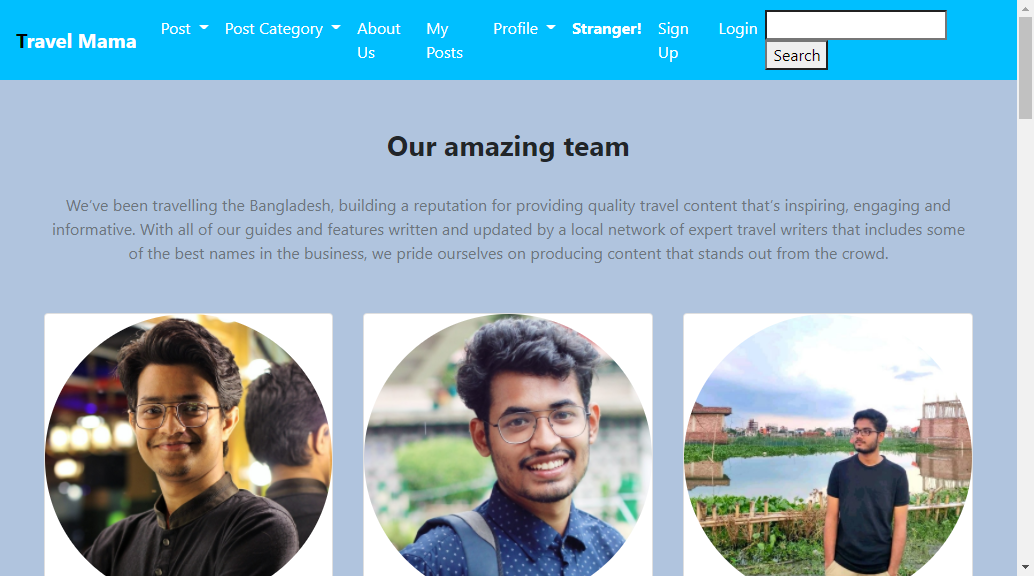 Travel Mama
Post Post Category About Us My Posts Profile Stranger! Sign Up Login
Search
Our amazing team
We've been travelling the Bangladesh, building a reputation for providing quality travel content that's inspiring, engaging and
informative. With all of our guides and features written and updated by a local network of expert travel writers that includes some
of the best names in the business, we pride ourselves on producing content that stands out from the crowd.